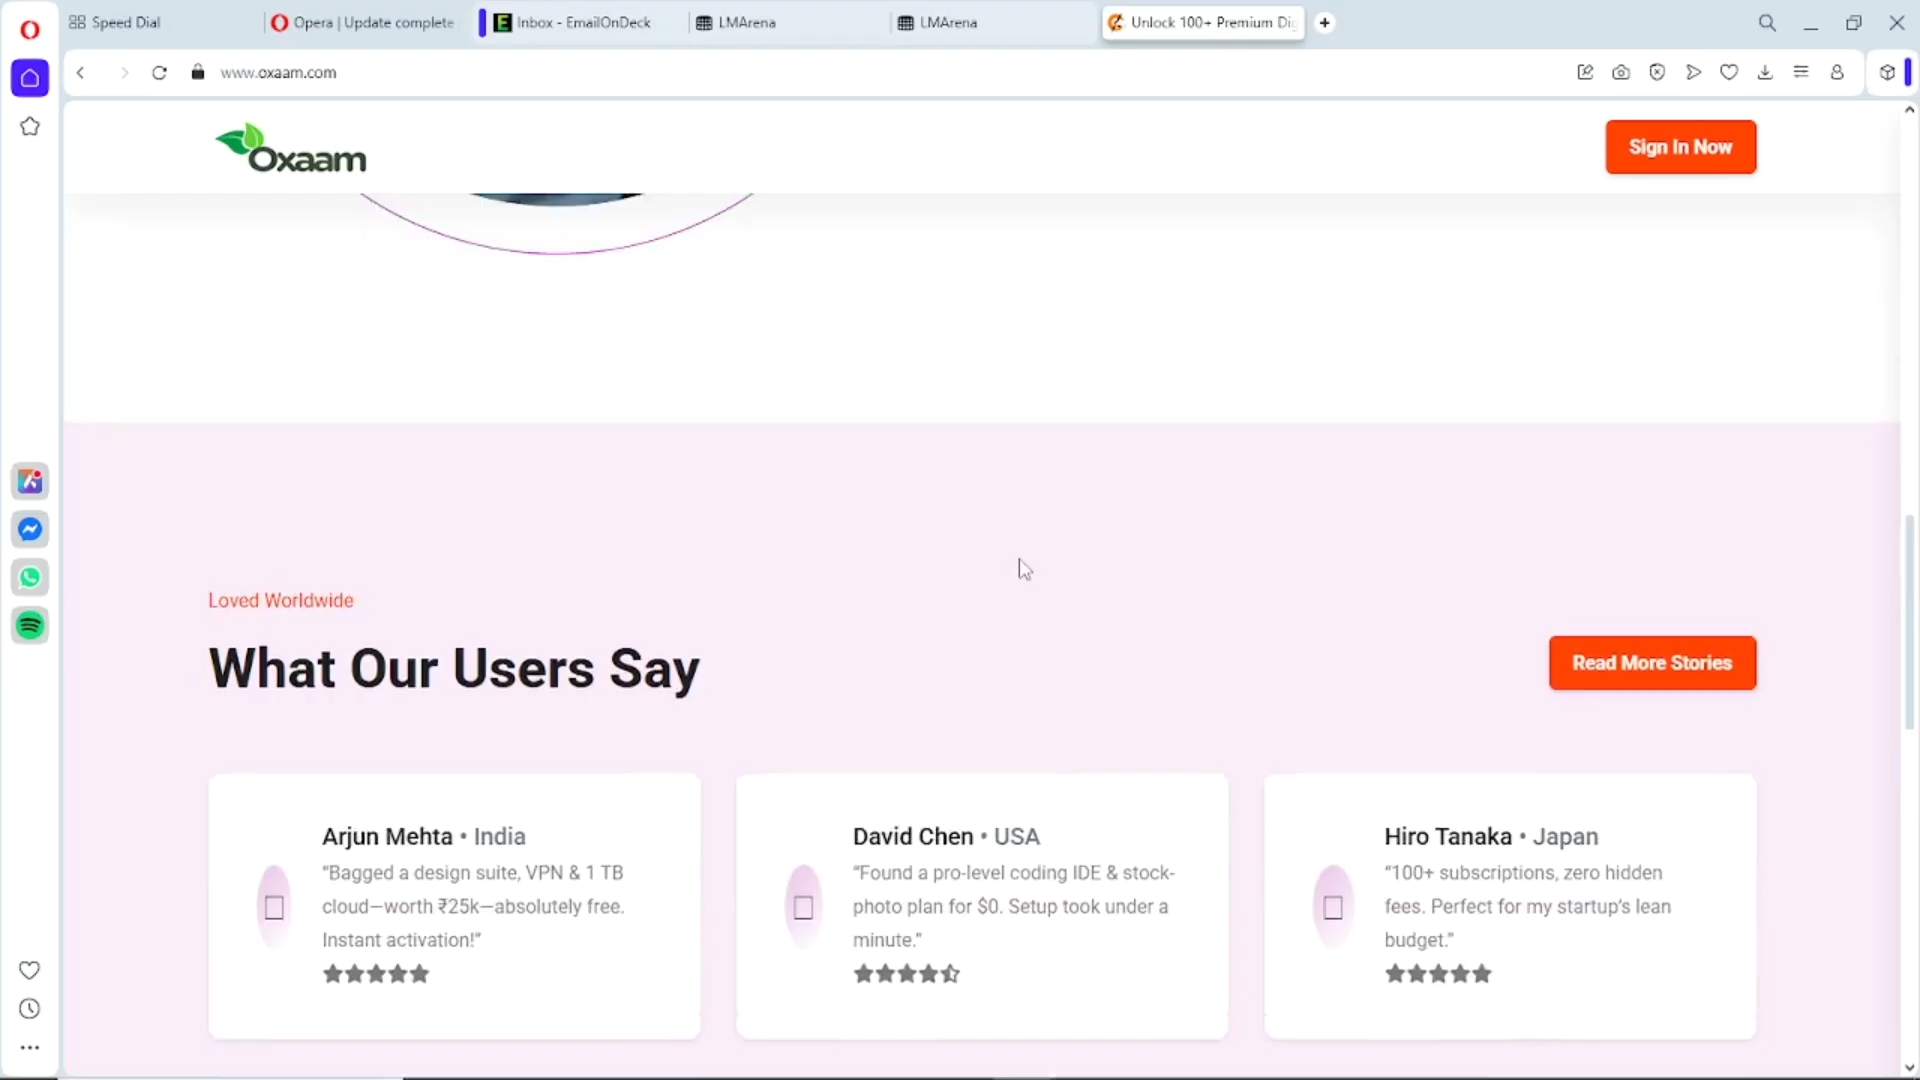 Speed Dial
Opera | Update complete
Inbox - EmailOnDeck
LMArena
LMArena
Unlock 100+ Premium Dig
www.oxaam.com
Oxaam
Sign In Now
Loved Worldwide
What Our Users Say
Read More Stories
Arjun Mehta • India
“Bagged a design suite, VPN & 1 TB
cloud—worth ₹25k—absolutely free.
Instant activation!”
David Chen • USA
“Found a pro-level coding IDE & stock-
photo plan for $0. Setup took under a
minute.”
Hiro Tanaka • Japan
“100+ subscriptions, zero hidden
fees. Perfect for my startup’s lean
budget.”